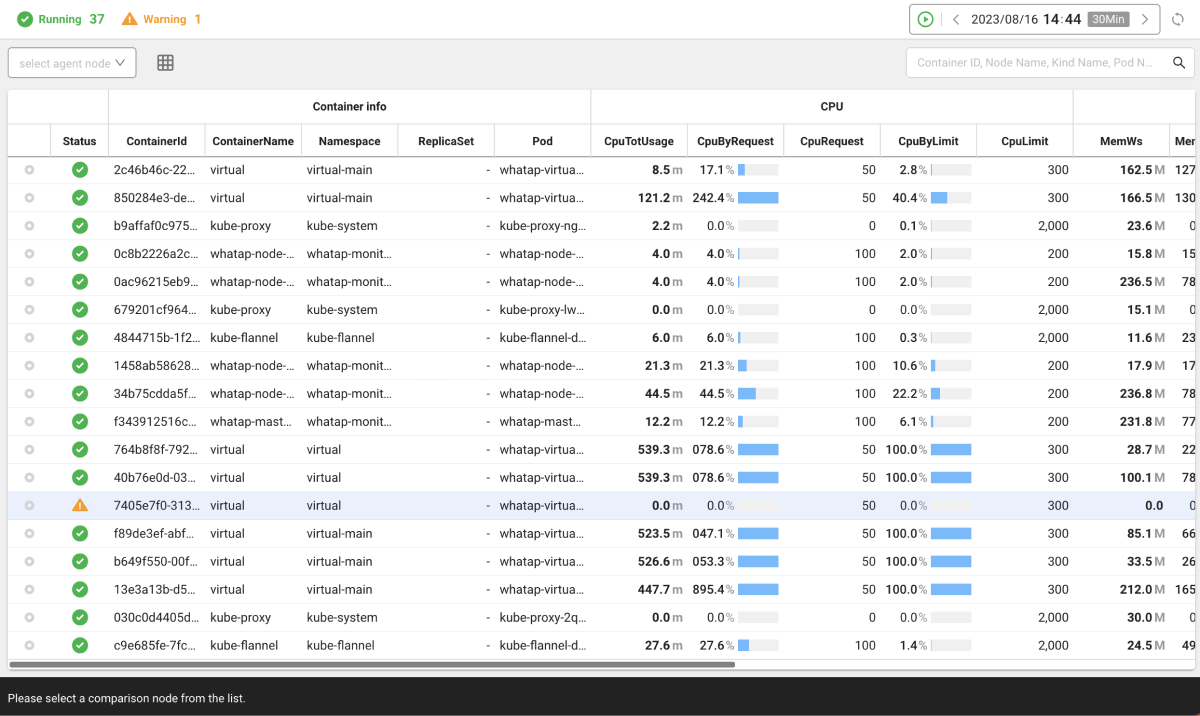 Running 37 Warning 1 2023/08/16 14:44 30Min
select agent node Container ID, Node Name, Kind Name, Pod N...
Container info CPU
Status ContainerId ContainerName Namespace ReplicaSet Pod CpuTotUsage CpuByRequest CpuRequest CpuByLimit CpuLimit MemWs Mer
2c46b46c-22... virtual virtual-main - whatap-virtua... 8.5 m 17.1% 50 2.8% 300 162.5 M 127
850284e3-de... virtual virtual-main - whatap-virtua... 121.2 m 242.4% 50 40.4% 300 166.5 M 130
b9affaf0c975... kube-proxy kube-system - kube-proxy-ng... 2.2 m 0.0% 0 0.1% 2,000 23.6 M 0
0c8b2226a2c... whatap-node-... whatap-monit... - whatap-node-... 4.0 m 4.0% 100 2.0% 200 15.8 M 15
0ac96215eb9... whatap-node-... whatap-monit... - whatap-node-... 4.0 m 4.0% 100 2.0% 200 236.5 M 78
679201cf964... kube-proxy kube-system - kube-proxy-lw... 0.0 m 0.0% 0 0.0% 2,000 15.1 M 0
4844715b-1f2... kube-flannel kube-flannel - kube-flannel-d... 6.0 m 6.0% 100 0.3% 2,000 11.6 M 23
1458ab58628... whatap-node-... whatap-monit... - whatap-node-... 21.3 m 21.3% 100 10.6% 200 17.9 M 17
34b75cdda5f... whatap-node-... whatap-monit... - whatap-node-... 44.5 m 44.5% 100 22.2% 200 236.8 M 78
f343912516c... whatap-mast... whatap-monit... - whatap-mast... 12.2 m 12.2% 100 6.1% 200 231.8 M 77
764b8f8f-792... virtual virtual - whatap-virtua... 539.3 m 078.6% 50 100.0% 300 28.7 M 22
40b76e0d-03... virtual virtual - whatap-virtua... 539.3 m 078.6% 50 100.0% 300 100.1 M 78
7405e7f0-313... virtual virtual - whatap-virtua... 0.0 m 0.0% 50 0.0% 300 0.0
f89de3ef-abf... virtual virtual-main - whatap-virtua... 523.5 m 047.1% 50 100.0% 300 85.1 M 66
b649f550-00f... virtual virtual-main - whatap-virtua... 526.6 m 053.3% 50 100.0% 300 33.5 M 26
13e3a13b-d5... virtual virtual-main - whatap-virtua... 447.7 m 895.4% 50 100.0% 300 212.0 M 165
030c0d4405d... kube-proxy kube-system - kube-proxy-2q... 0.0 m 0.0% 0 0.0% 2,000 30.0 M 0
c9e685fe-7fc... kube-flannel kube-flannel - kube-flannel-d... 27.6 m 27.6% 100 1.4% 2,000 24.5 M 49
Please select a comparison node from the list.